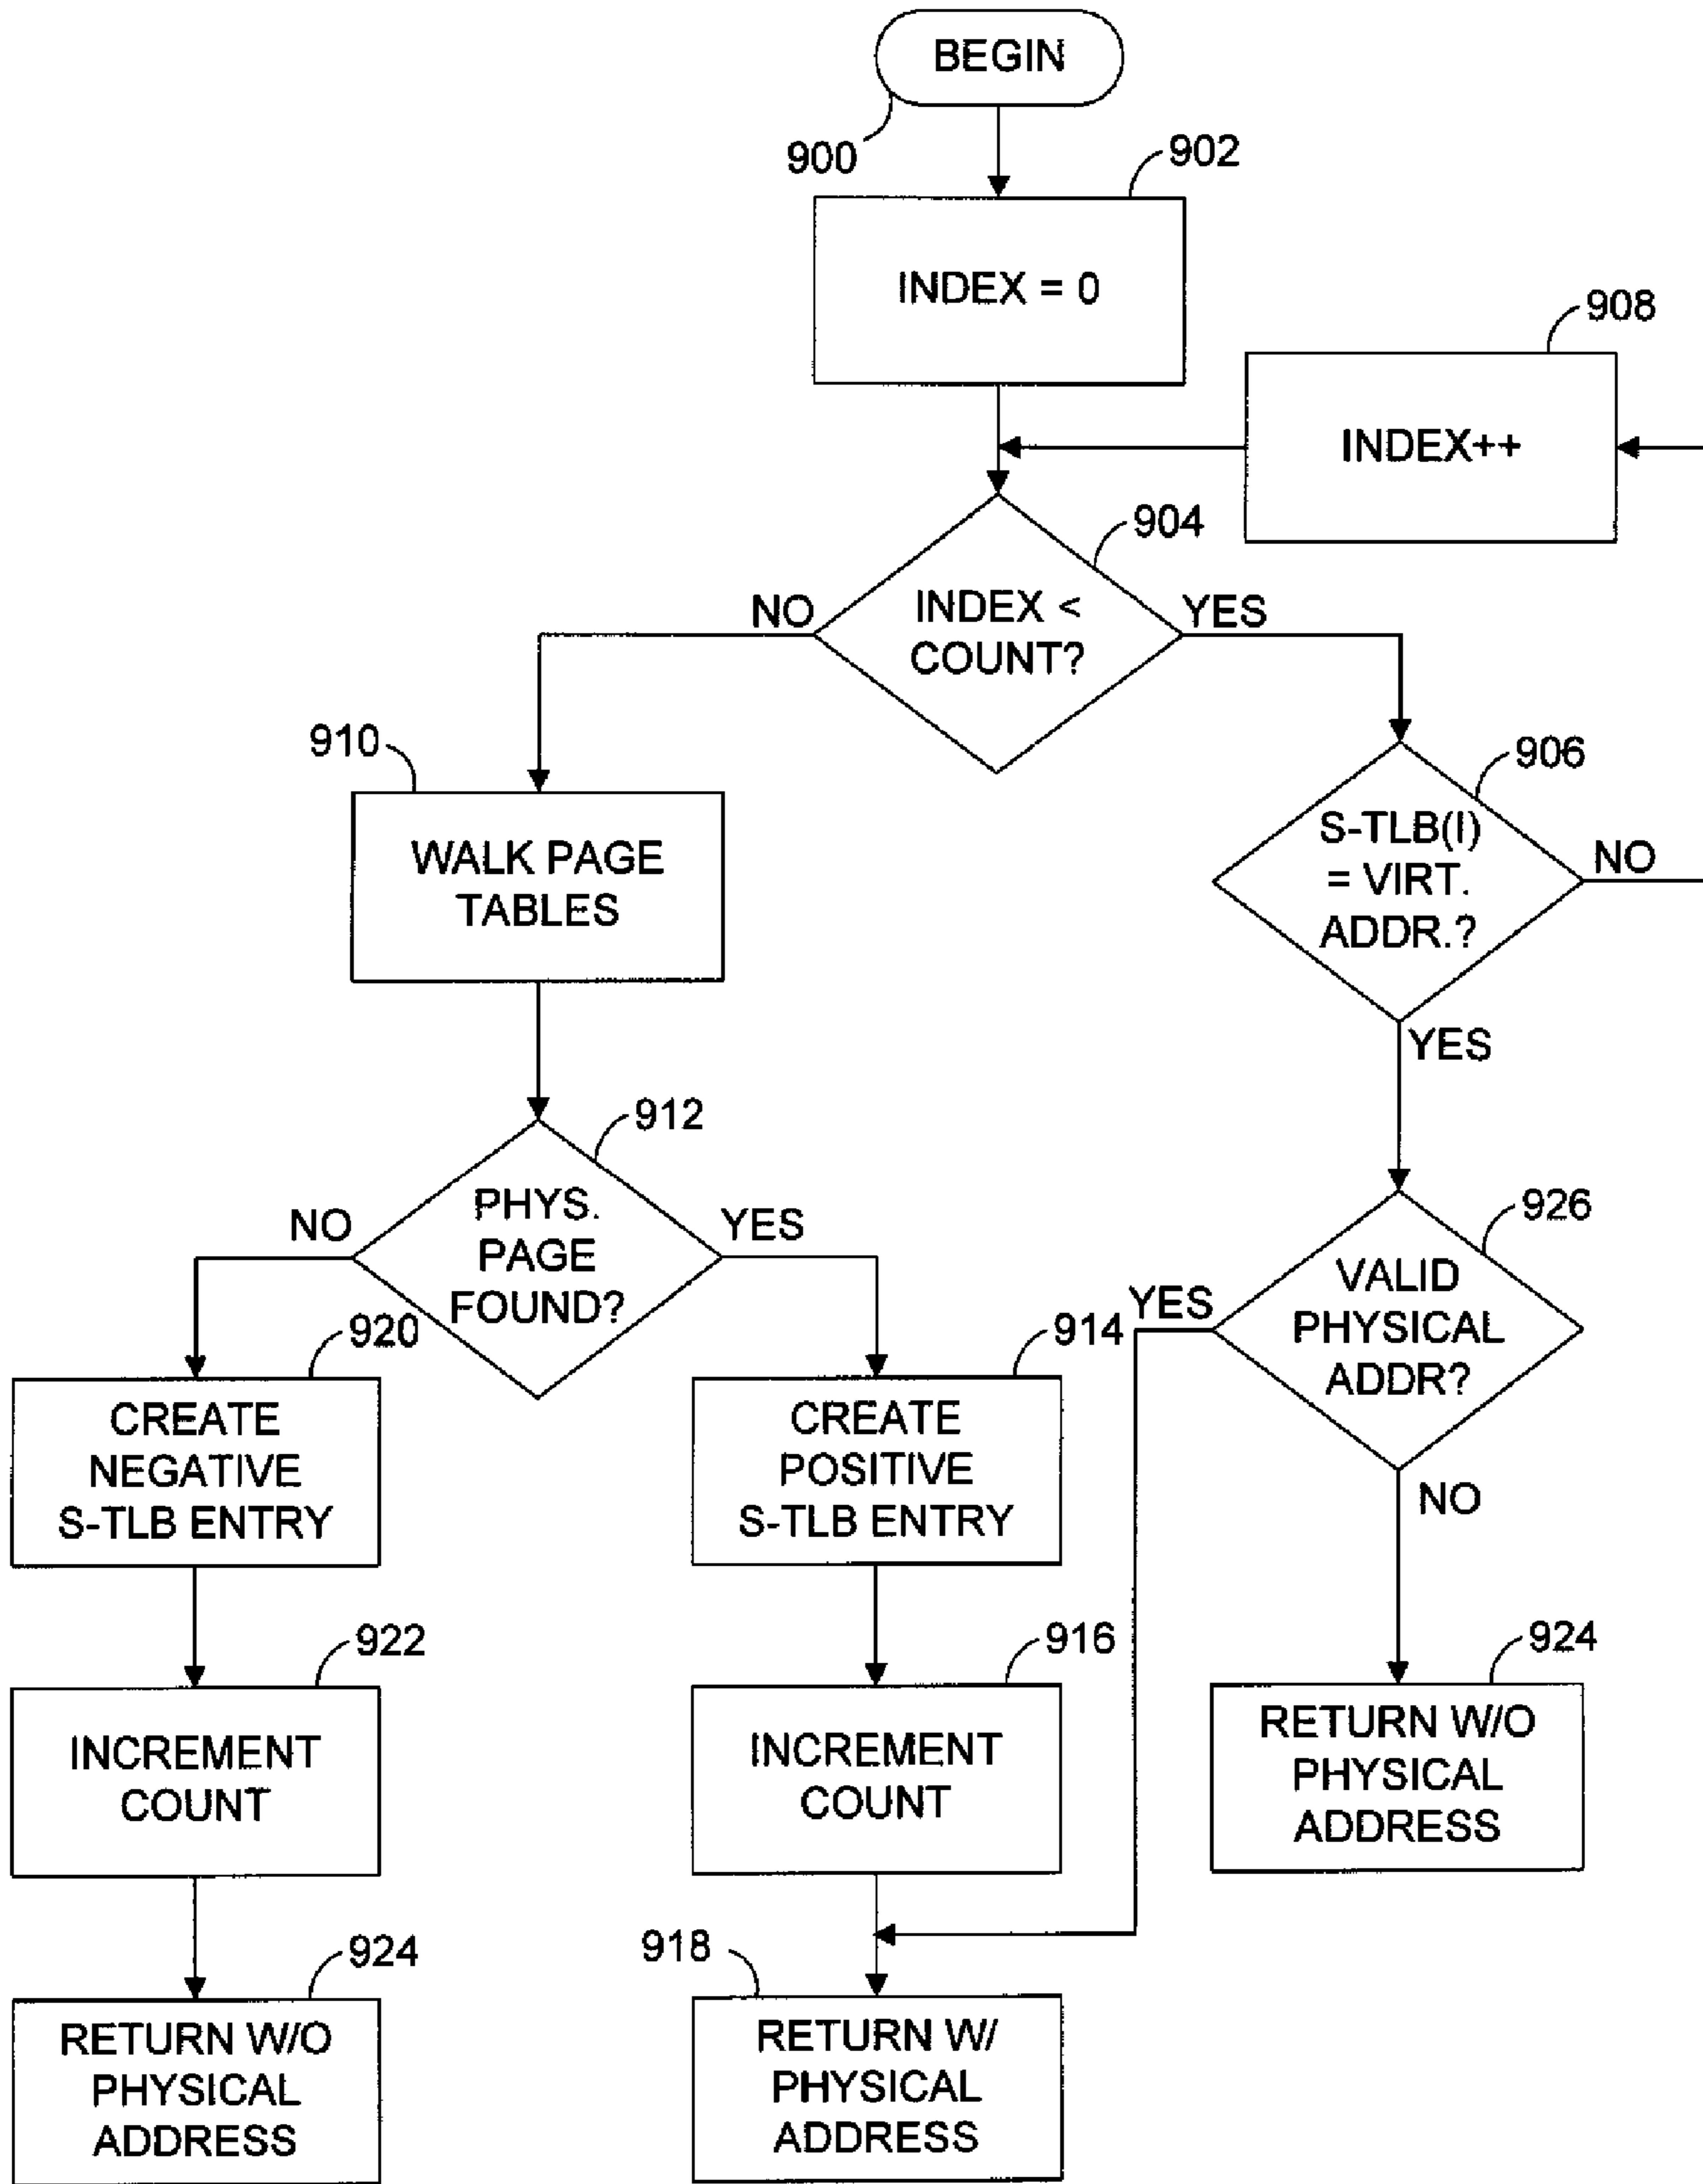 BEGIN
900
902
INDEX = 0
908
INDEX++
904
INDEX <
COUNT?
NO
YES
910
WALK PAGE
TABLES
906
S-TLB(I)
= VIRT.
ADDR.?
NO
YES
912
PHYS.
PAGE
FOUND?
NO
YES
926
VALID
PHYSICAL
ADDR?
YES
NO
920
CREATE
NEGATIVE
S-TLB ENTRY
914
CREATE
POSITIVE
S-TLB ENTRY
922
INCREMENT
COUNT
916
INCREMENT
COUNT
924
RETURN W/O
PHYSICAL
ADDRESS
924
RETURN W/O
PHYSICAL
ADDRESS
918
RETURN W/
PHYSICAL
ADDRESS